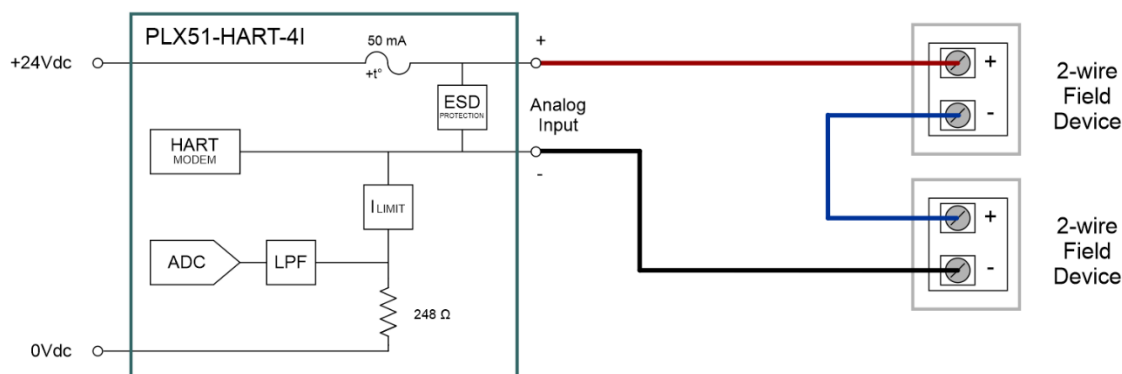 PLX51-HART-4I
50 mA
+t°
+24Vdc
+
ESD
PROTECTION
Analog
Input
HART
MODEM
-
I LIMIT
ADC
LPF
248 Ω
0Vdc
+
-
2-wire
Field
Device
+
-
2-wire
Field
Device